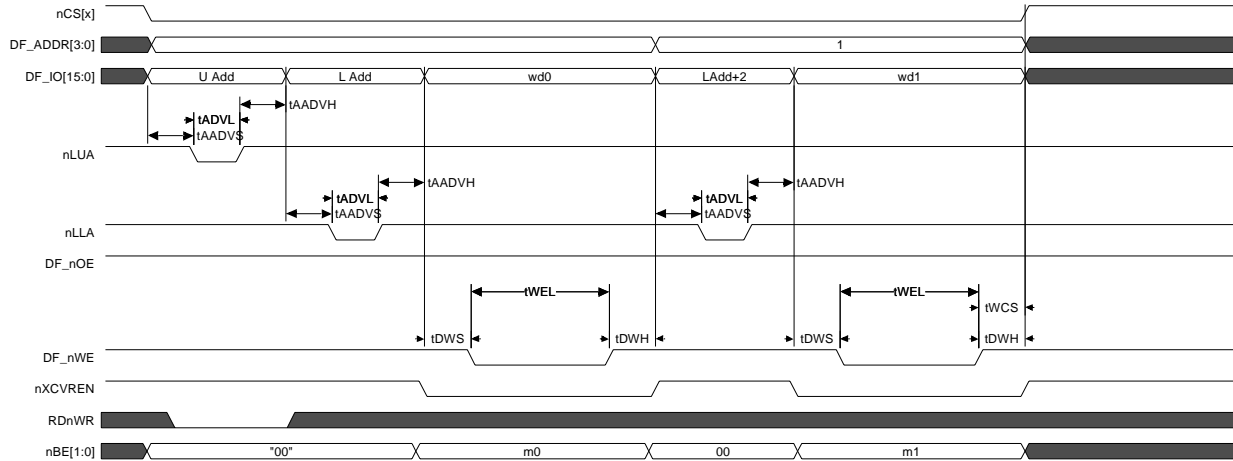 nCS[x]
DF_ADDR[3:0] 1
DF_IO[15:0] U Add L Add wd0 LAdd+2 wd1
tAADVH
tADVL
tAADVS
nLUA
tAADVH tAADVH
tADVL tADVL
tAADVS tAADVS
nLLA
DF_nOE
tWEL tWEL
tWCS
tDWS tDWH tDWS tDWH
DF_nWE
nXCVREN
RDnWR
nBE[1:0] "00" m0 00 m1